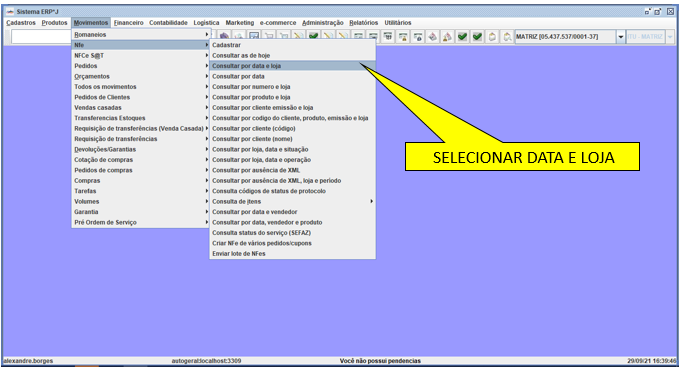 Sistema ERP*J
Cadastros Produtos Movimentos Financeiro Contabilidade Logística Marketing e-commerce Administração Relatórios Utilitários
MATRIZ [05.437.537/0001-37]
ITU - MATRIZ
Romaneios
Nfe
NFCe S@T
Pedidos
Orçamentos
Todos os movimentos
Pedidos de Clientes
Vendas casadas
Transferencias Estoques
Requisição de transferências (Venda Casada)
Requisição de transferências
Devoluções/Garantias
Cotação de compras
Pedidos de compras
Compras
Tarefas
Volumes
Garantia
Pré Ordem de Serviço
Cadastrar
Consultar as de hoje
Consultar por data e loja
Consultar por data
Consultar por numero e loja
Consultar por produto e loja
Consultar por cliente emissão e loja
Consultar por codigo do cliente, produto, emissão e loja
Consultar por cliente (código)
Consultar por cliente (nome)
Consultar por loja, data e situação
Consultar por loja, data e operação
Consultar por ausência de XML
Consultar por ausência de XML, loja e período
Consulta códigos de status de protocolo
Consulta de itens
Consultar por data e vendedor
Consultar por data, vendedor e produto
Consulta status do serviço (SEFAZ)
Criar NFe de vários pedidos/cupons
Enviar lote de NFes
SELECIONAR DATA E LOJA
alexandre.borges autogeral:localhost:3309 Você não possui pendencias 29/09/21 16:39:46